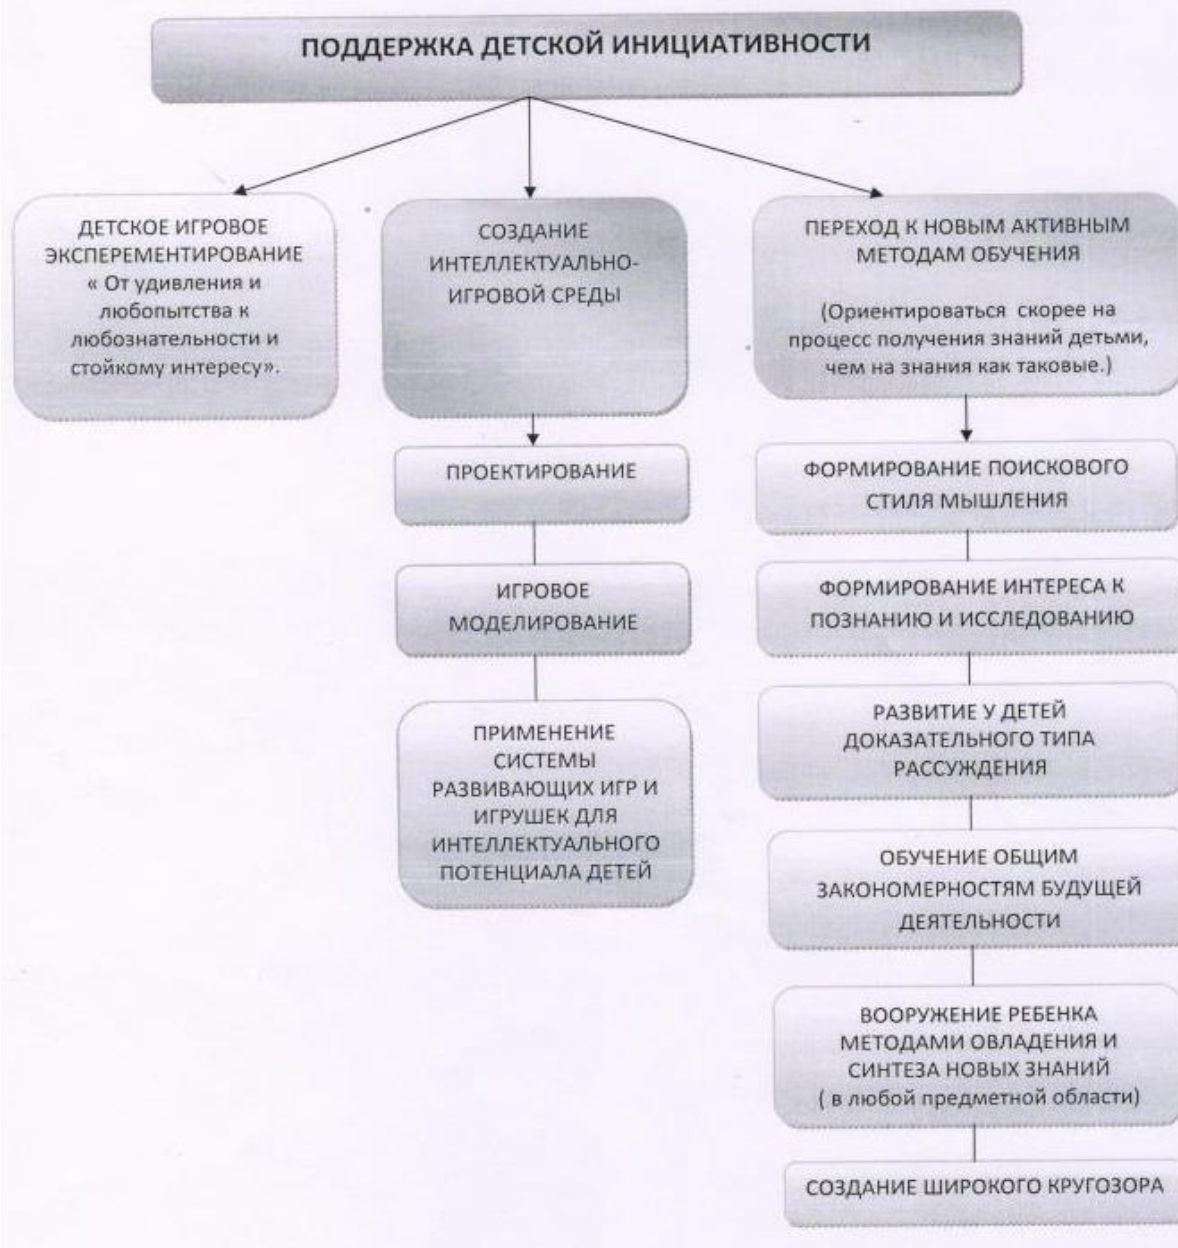 ПОДДЕРЖКА ДЕТСКОЙ ИНИЦИАТИВНОСТИ
ДЕТСКОЕ ИГРОВОЕ
ЭКСПЕРЕМЕНТИРОВАНИЕ
« От удивления и
любопытства к
любознательности и
стойкому интересу».
СОЗДАНИЕ
ИНТЕЛЛЕКТУАЛЬНО-
ИГРОВОЙ СРЕДЫ
ПРОЕКТИРОВАНИЕ
ИГРОВОЕ
МОДЕЛИРОВАНИЕ
ПРИМЕНЕНИЕ
СИСТЕМЫ
РАЗВИВАЮЩИХ ИГР И
ИГРУШЕК ДЛЯ
ИНТЕЛЛЕКТУАЛЬНОГО
ПОТЕНЦИАЛА ДЕТЕЙ
ПЕРЕХОД К НОВЫМ АКТИВНЫМ
МЕТОДАМ ОБУЧЕНИЯ
(Ориентироваться скорее на
процесс получения знаний детьми,
чем на знания как таковые.)
ФОРМИРОВАНИЕ ПОИСКОВОГО
СТИЛЯ МЫШЛЕНИЯ
ФОРМИРОВАНИЕ ИНТЕРЕСА К
ПОЗНАНИЮ И ИССЛЕДОВАНИЮ
РАЗВИТИЕ У ДЕТЕЙ
ДОКАЗАТЕЛЬНОГО ТИПА
РАССУЖДЕНИЯ
ОБУЧЕНИЕ ОБЩИМ
ЗАКОНОМЕРНОСТЯМ БУДУЩЕЙ
ДЕЯТЕЛЬНОСТИ
ВООРУЖЕНИЕ РЕБЕНКА
МЕТОДАМИ ОВЛАДЕНИЯ И
СИНТЕЗА НОВЫХ ЗНАНИЙ
( в любой предметной области)
СОЗДАНИЕ ШИРОКОГО КРУГОЗОРА